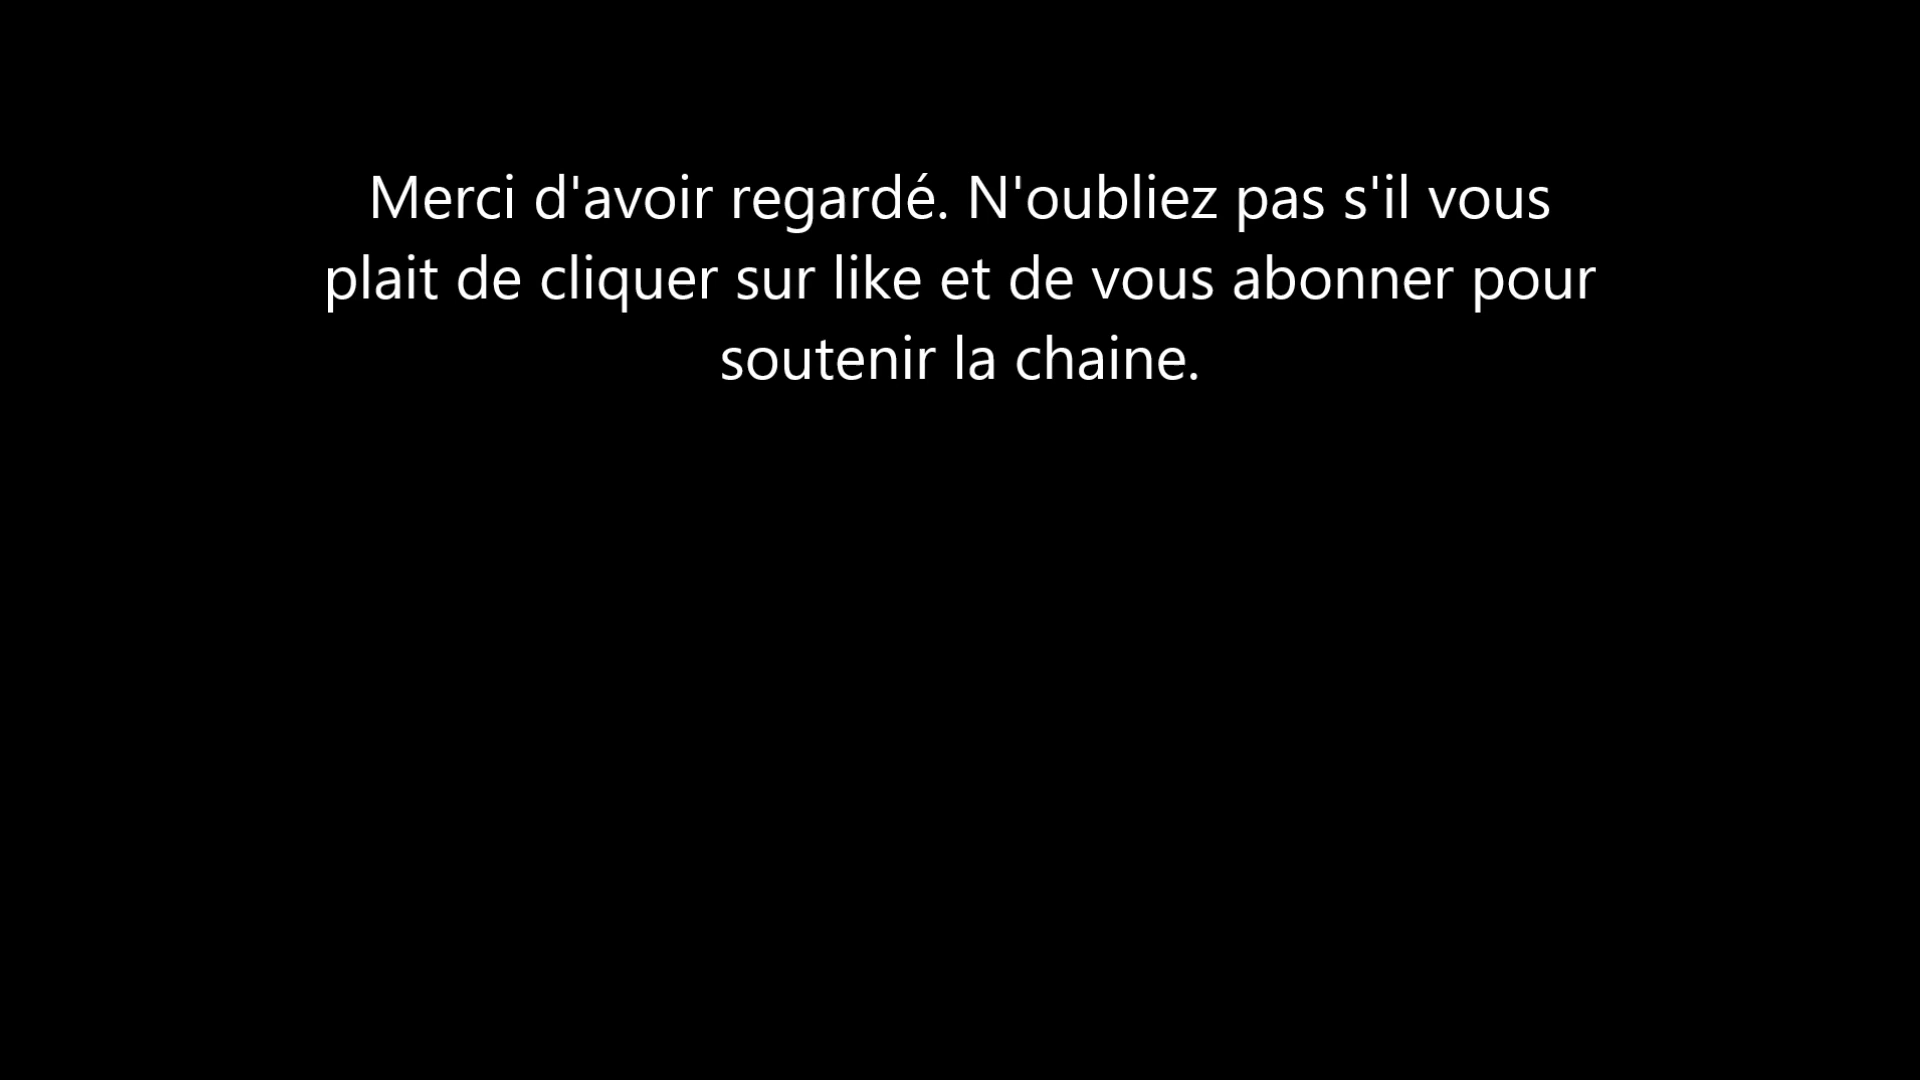 Merci d'avoir regardé. N'oubliez pas s'il vous
plait de cliquer sur like et de vous abonner pour
soutenir la chaine.